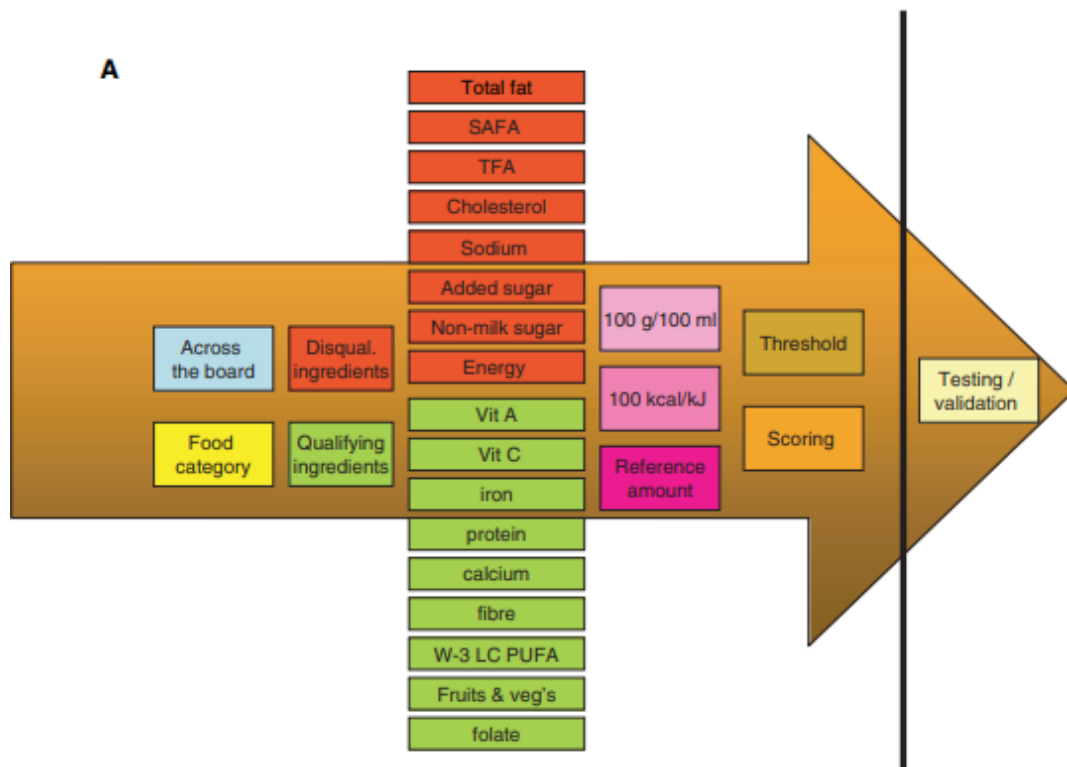 A
Total fat
SAFA
TFA
Cholesterol
Sodium
Added sugar
Non-milk sugar
Energy
Vit A
Vit C
iron
protein
calcium
fibre
W-3 LC PUFA
Fruits & veg's
folate
Across
the board
Disqual.
ingredients
Food
category
Qualifying
ingredients
100 g/100 ml
100 kcal/kJ
Reference
amount
Threshold
Scoring
Testing /
validation